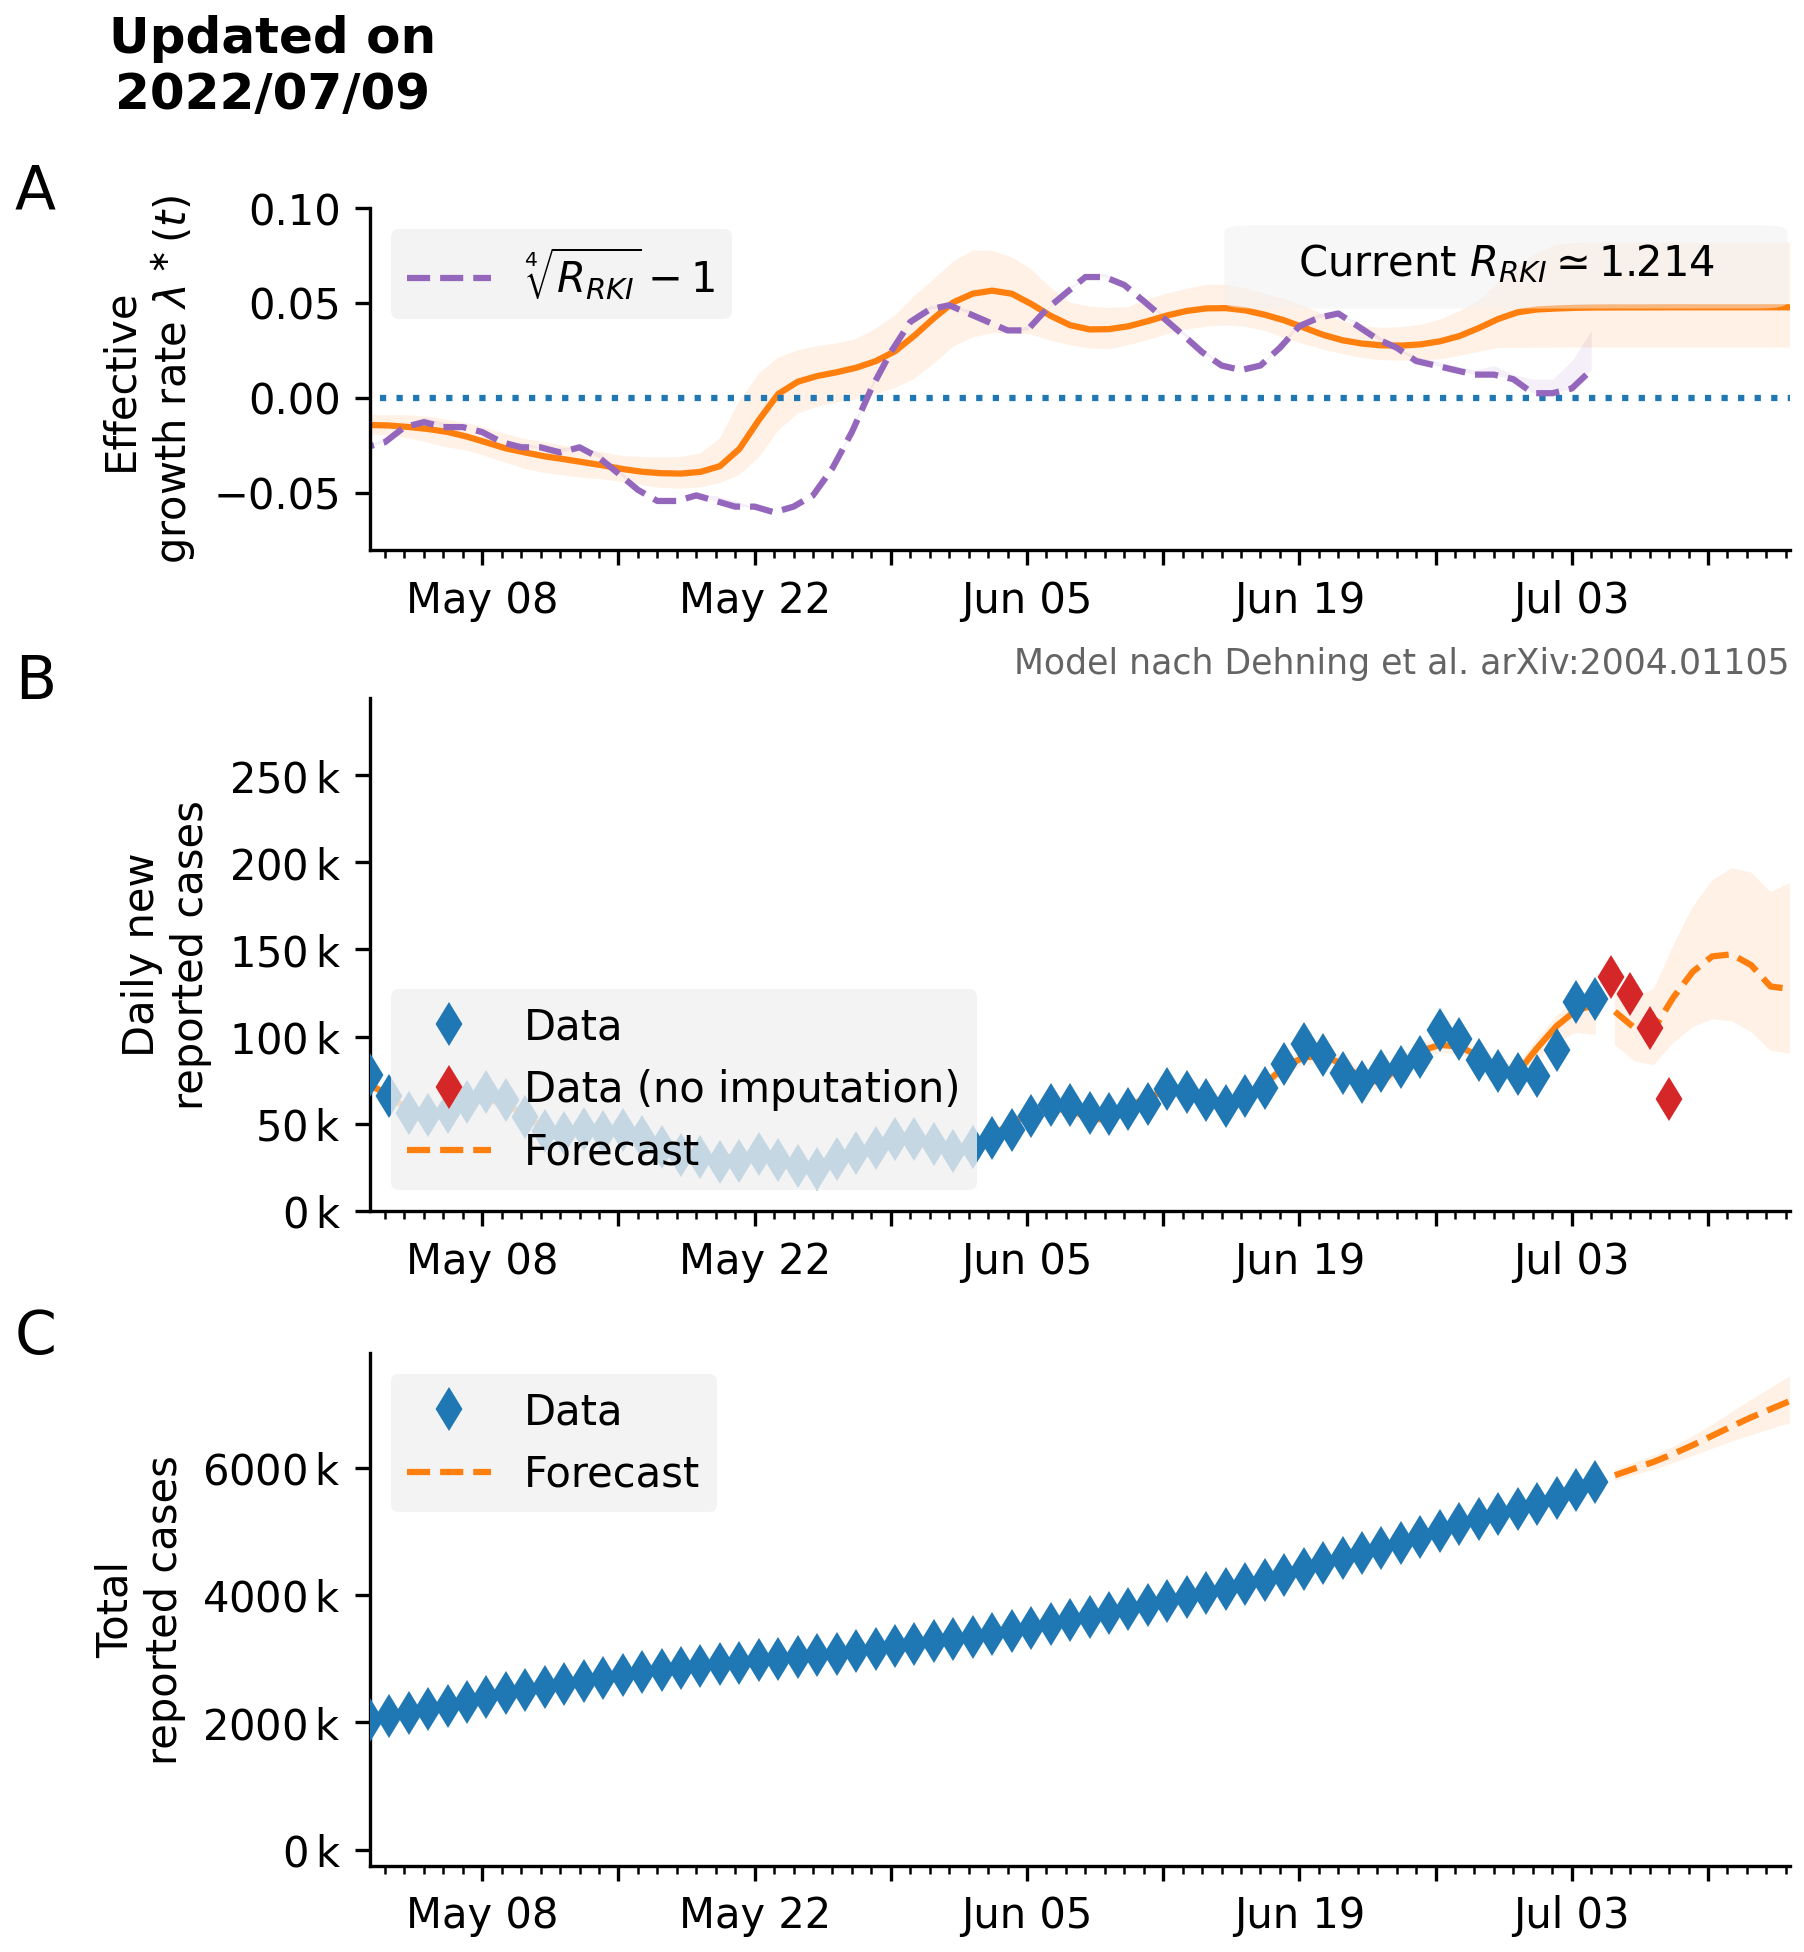 Updated on
2022/07/09
A
Effective
growth rate λ * (t)
0.10
0.05
0.00
−0.05
⁴√R_RKI − 1
Current R_RKI ≃ 1.214
May 08
May 22
Jun 05
Jun 19
Jul 03
Model nach Dehning et al. arXiv:2004.01105
B
Daily new
reported cases
250 k
200 k
150 k
100 k
50 k
0 k
Data
Data (no imputation)
Forecast
May 08
May 22
Jun 05
Jun 19
Jul 03
C
Total
reported cases
6000 k
4000 k
2000 k
0 k
Data
Forecast
May 08
May 22
Jun 05
Jun 19
Jul 03